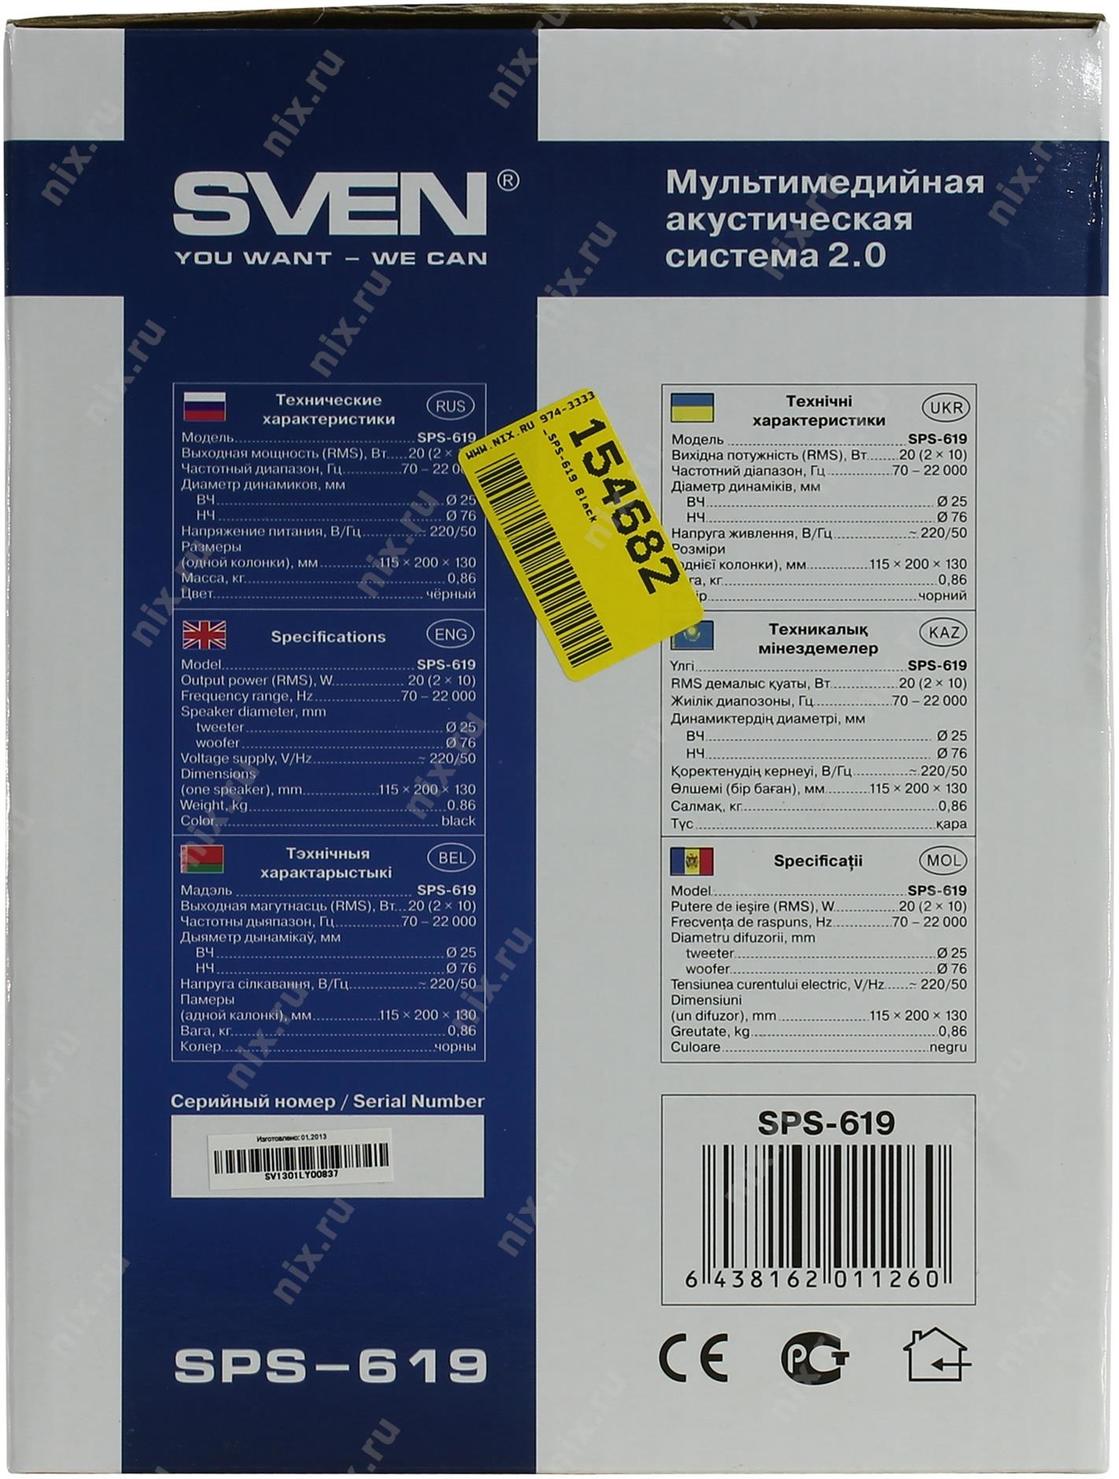 SVEN®
YOU WANT – WE CAN
Мультимедийная
акустическая
система 2.0
Технические
характеристики
RUS
Модель SPS-619
Выходная мощность (RMS), Вт 20 (2 ×
Частотный диапазон, Гц 70 – 22
Диаметр динамиков, мм
ВЧ Ø 25
НЧ Ø 76
Напряжение питания, В/Гц ~ 220/50
Размеры
(одной колонки), мм 115 × 200 × 130
Масса, кг 0,86
Цвет чёрный
Specifications
ENG
Model SPS-619
Output power (RMS), W 20 (2 × 10)
Frequency range, Hz 70 – 22 000
Speaker diameter, mm
tweeter Ø 25
woofer Ø 76
Voltage supply, V/Hz ~ 220/50
Dimensions
(one speaker), mm 115 × 200 × 130
Weight, kg 0.86
Color black
Тэхнічныя
характарыстыкі
BEL
Мадэль SPS-619
Выходная магутнасць (RMS), Вт 20 (2 × 10)
Частотны дыяпазон, Гц 70 – 22 000
Дыяметр дынамікаў, мм
ВЧ Ø 25
НЧ Ø 76
Напруга сілкавання, В/Гц ~ 220/50
Памеры
(адной калонкі), мм 115 × 200 × 130
Вага, кг 0,86
Колер чорны
WWW.NIX.RU 974-3333
SPS-619 Black
154682
Технічні
характеристики
UKR
Модель SPS-619
Вихідна потужність (RMS), Вт 20 (2 × 10)
Частотний діапазон, Гц 70 – 22 000
Діаметр динаміків, мм
ВЧ Ø 25
НЧ Ø 76
Напруга живлення, В/Гц ~ 220/50
Розміри
однієї колонки), мм 115 × 200 × 130
га, кг 0,86
ір чорний
Техникалық
мінездемелер
KAZ
Үлгі SPS-619
RMS демалыс қуаты, Вт 20 (2 × 10)
Жиілік диапозоны, Гц 70 – 22 000
Динамиктердің диаметрі, мм
ВЧ Ø 25
НЧ Ø 76
Қоректенудің кернеуі, В/Гц ~ 220/50
Өлшемі (бір баған), мм 115 × 200 × 130
Салмақ, кг 0,86
Түс қара
Specificaţii
MOL
Model SPS-619
Putere de ieşire (RMS), W 20 (2 × 10)
Frecvenţa de raspuns, Hz 70 – 22 000
Diametru difuzorii, mm
tweeter Ø 25
woofer Ø 76
Tensiunea curentului electric, V/Hz ~ 220/50
Dimensiuni
(un difuzor), mm 115 × 200 × 130
Greutate, kg 0,86
Culoare negru
Серийный номер / Serial Number
Изготовлено: 01.2013
SV1301LY00837
SPS-619
6 438162 011260
SPS-619
CE
РСТ
nix.ru